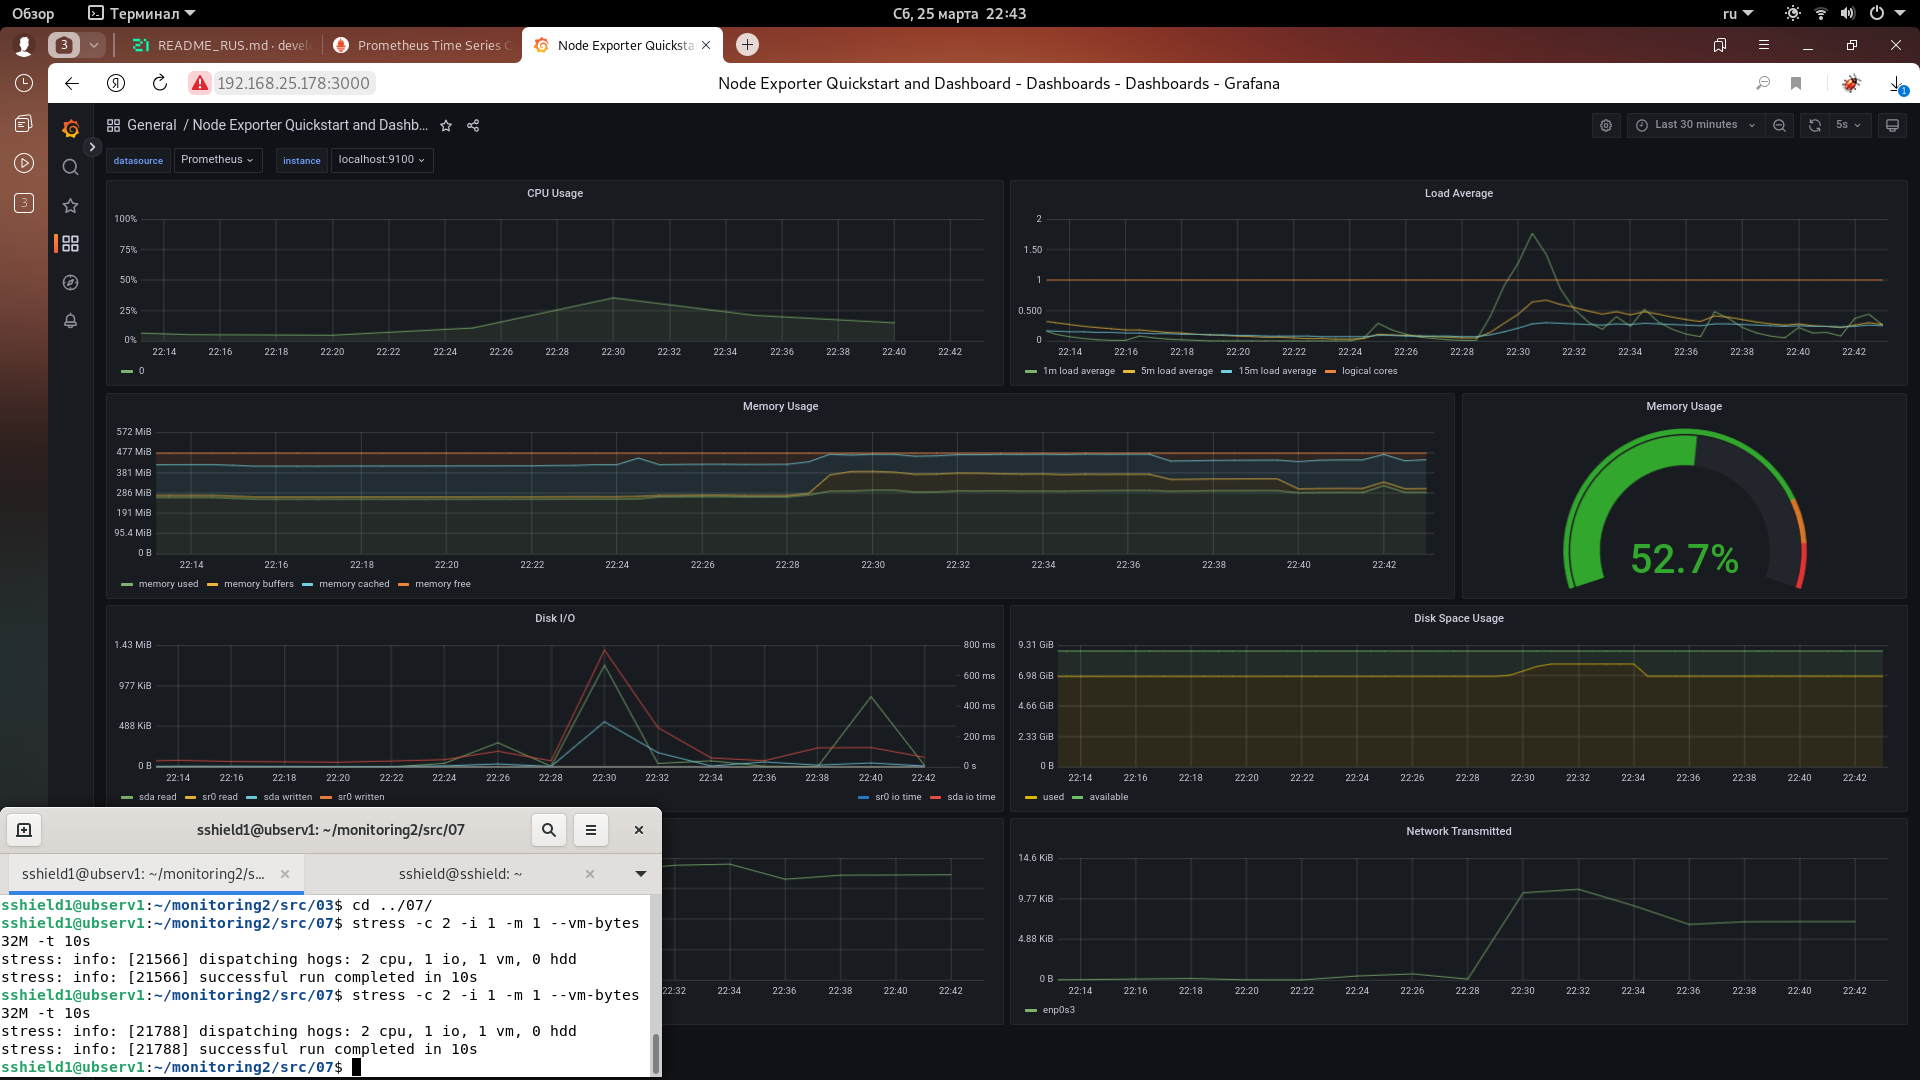 Обзор Терминал Сб, 25 марта 22:43 ru
3 README_RUS.md · develo Prometheus Time Series C Node Exporter Quicksta
192.168.25.178:3000 Node Exporter Quickstart and Dashboard - Dashboards - Dashboards - Grafana
1
3
General / Node Exporter Quickstart and Dashb... Last 30 minutes 5s
datasource Prometheus instance localhost:9100
CPU Usage
100%
75%
50%
25%
0%
22:14 22:16 22:18 22:20 22:22 22:24 22:26 22:28 22:30 22:32 22:34 22:36 22:38 22:40 22:42
0
Load Average
2
1.50
1
0.500
0
22:14 22:16 22:18 22:20 22:22 22:24 22:26 22:28 22:30 22:32 22:34 22:36 22:38 22:40 22:42
1m load average 5m load average 15m load average logical cores
Memory Usage
572 MiB
477 MiB
381 MiB
286 MiB
191 MiB
95.4 MiB
0 B
22:14 22:16 22:18 22:20 22:22 22:24 22:26 22:28 22:30 22:32 22:34 22:36 22:38 22:40 22:42
memory used memory buffers memory cached memory free
Memory Usage
52.7%
Disk I/O
1.43 MiB
977 KiB
488 KiB
0 B
800 ms
600 ms
400 ms
200 ms
0 s
22:14 22:16 22:18 22:20 22:22 22:24 22:26 22:28 22:30 22:32 22:34 22:36 22:38 22:40 22:42
sda read sr0 read sda written sr0 written sr0 io time sda io time
Disk Space Usage
9.31 GiB
6.98 GiB
4.66 GiB
2.33 GiB
0 B
22:14 22:16 22:18 22:20 22:22 22:24 22:26 22:28 22:30 22:32 22:34 22:36 22:38 22:40 22:42
used available
22:32 22:34 22:36 22:38 22:40 22:42
Network Transmitted
14.6 KiB
9.77 KiB
4.88 KiB
0 B
22:14 22:16 22:18 22:20 22:22 22:24 22:26 22:28 22:30 22:32 22:34 22:36 22:38 22:40 22:42
enp0s3
sshield1@ubserv1: ~/monitoring2/src/07
sshield1@ubserv1: ~/monitoring2/s... sshield@sshield: ~
sshield1@ubserv1:~/monitoring2/src/03$ cd ../07/
sshield1@ubserv1:~/monitoring2/src/07$ stress -c 2 -i 1 -m 1 --vm-bytes
32M -t 10s
stress: info: [21566] dispatching hogs: 2 cpu, 1 io, 1 vm, 0 hdd
stress: info: [21566] successful run completed in 10s
sshield1@ubserv1:~/monitoring2/src/07$ stress -c 2 -i 1 -m 1 --vm-bytes
32M -t 10s
stress: info: [21788] dispatching hogs: 2 cpu, 1 io, 1 vm, 0 hdd
stress: info: [21788] successful run completed in 10s
sshield1@ubserv1:~/monitoring2/src/07$